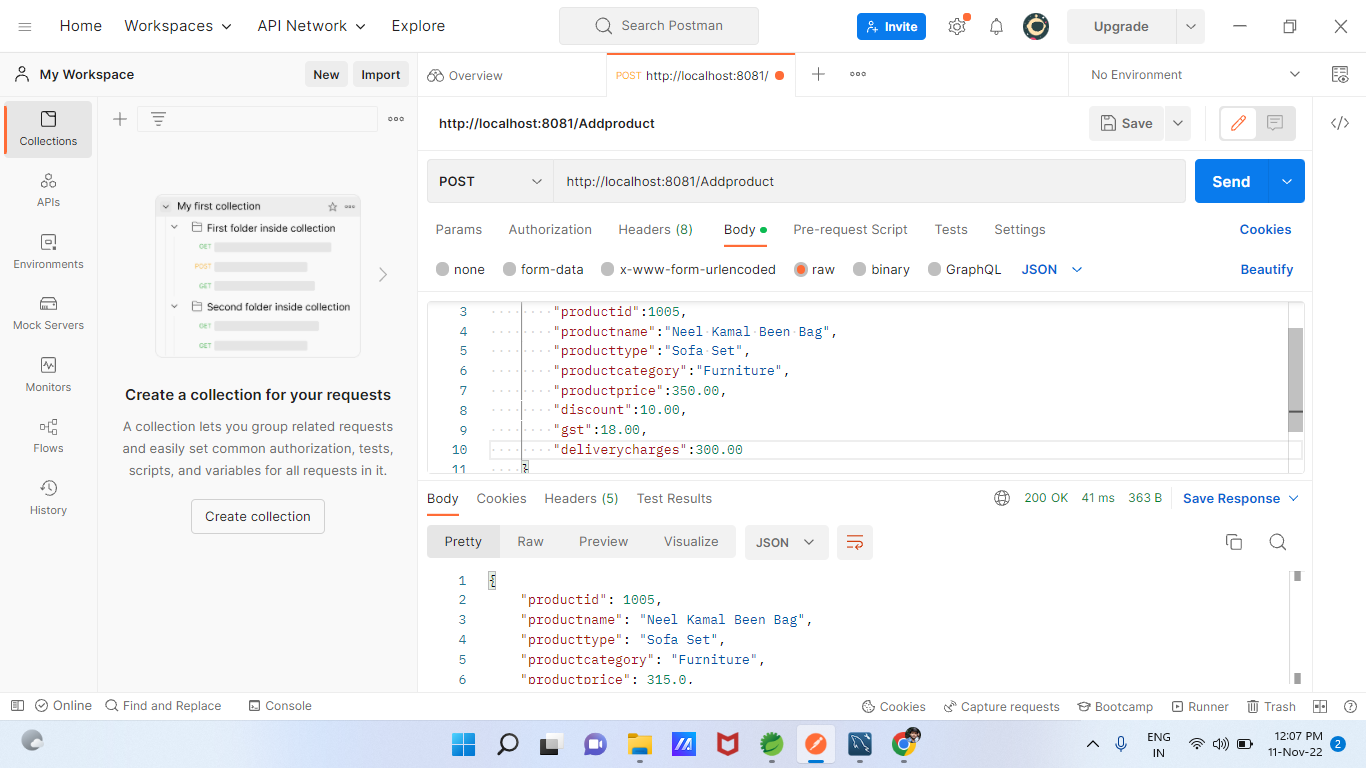 Home Workspaces API Network Explore Search Postman Invite Upgrade
My Workspace New Import Overview POST http://localhost:8081/ No Environment
Collections
APIs
Environments
Mock Servers
Monitors
Flows
History
My first collection
First folder inside collection
GET
POST
GET
Second folder inside collection
GET
GET
Create a collection for your requests
A collection lets you group related requests
and easily set common authorization, tests,
scripts, and variables for all requests in it.
Create collection
http://localhost:8081/Addproduct Save
POST http://localhost:8081/Addproduct Send
Params Authorization Headers (8) Body Pre-request Script Tests Settings Cookies
none form-data x-www-form-urlencoded raw binary GraphQL JSON Beautify
3 "productid":1005,
4 "productname":"Neel Kamal Been Bag",
5 "producttype":"Sofa Set",
6 "productcategory":"Furniture",
7 "productprice":350.00,
8 "discount":10.00,
9 "gst":18.00,
10 "deliverycharges":300.00
11 }
Body Cookies Headers (5) Test Results 200 OK 41 ms 363 B Save Response
Pretty Raw Preview Visualize JSON
1 {
2 "productid": 1005,
3 "productname": "Neel Kamal Been Bag",
4 "producttype": "Sofa Set",
5 "productcategory": "Furniture",
6 "productprice": 315.0,
Online Find and Replace Console Cookies Capture requests Bootcamp Runner Trash
ENG
IN
12:07 PM
11-Nov-22
2